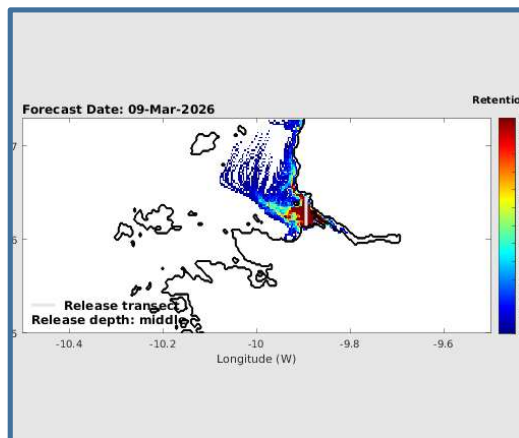 Forecast Date: 09-Mar-2026
Retentio
7
6
5
Release transect
Release depth: middle
-10.4
-10.2
-10
-9.8
-9.6
Longitude (W)